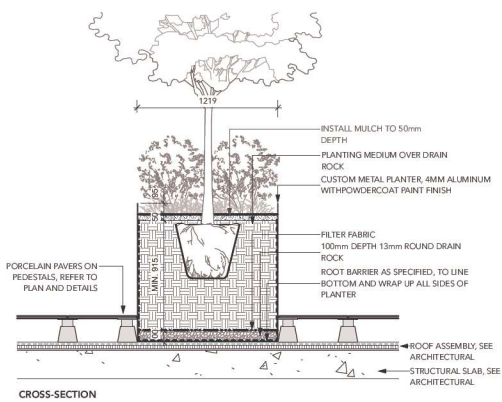 1219
INSTALL MULCH TO 50mm
DEPTH
PLANTING MEDIUM OVER DRAIN
ROCK
CUSTOM METAL PLANTER, 4MM ALUMINUM
WITHPOWDERCOAT PAINT FINISH
FILTER FABRIC
100mm DEPTH 13mm ROUND DRAIN
ROCK
ROOT BARRIER AS SPECIFIED, TO LINE
BOTTOM AND WRAP UP ALL SIDES OF
PLANTER
MIN. 915
50
PORCELAIN PAVERS ON
PEDESTALS, REFER TO
PLAN AND DETAILS
ROOF ASSEMBLY, SEE
ARCHITECTURAL
STRUCTURAL SLAB, SEE
ARCHITECTURAL
CROSS-SECTION